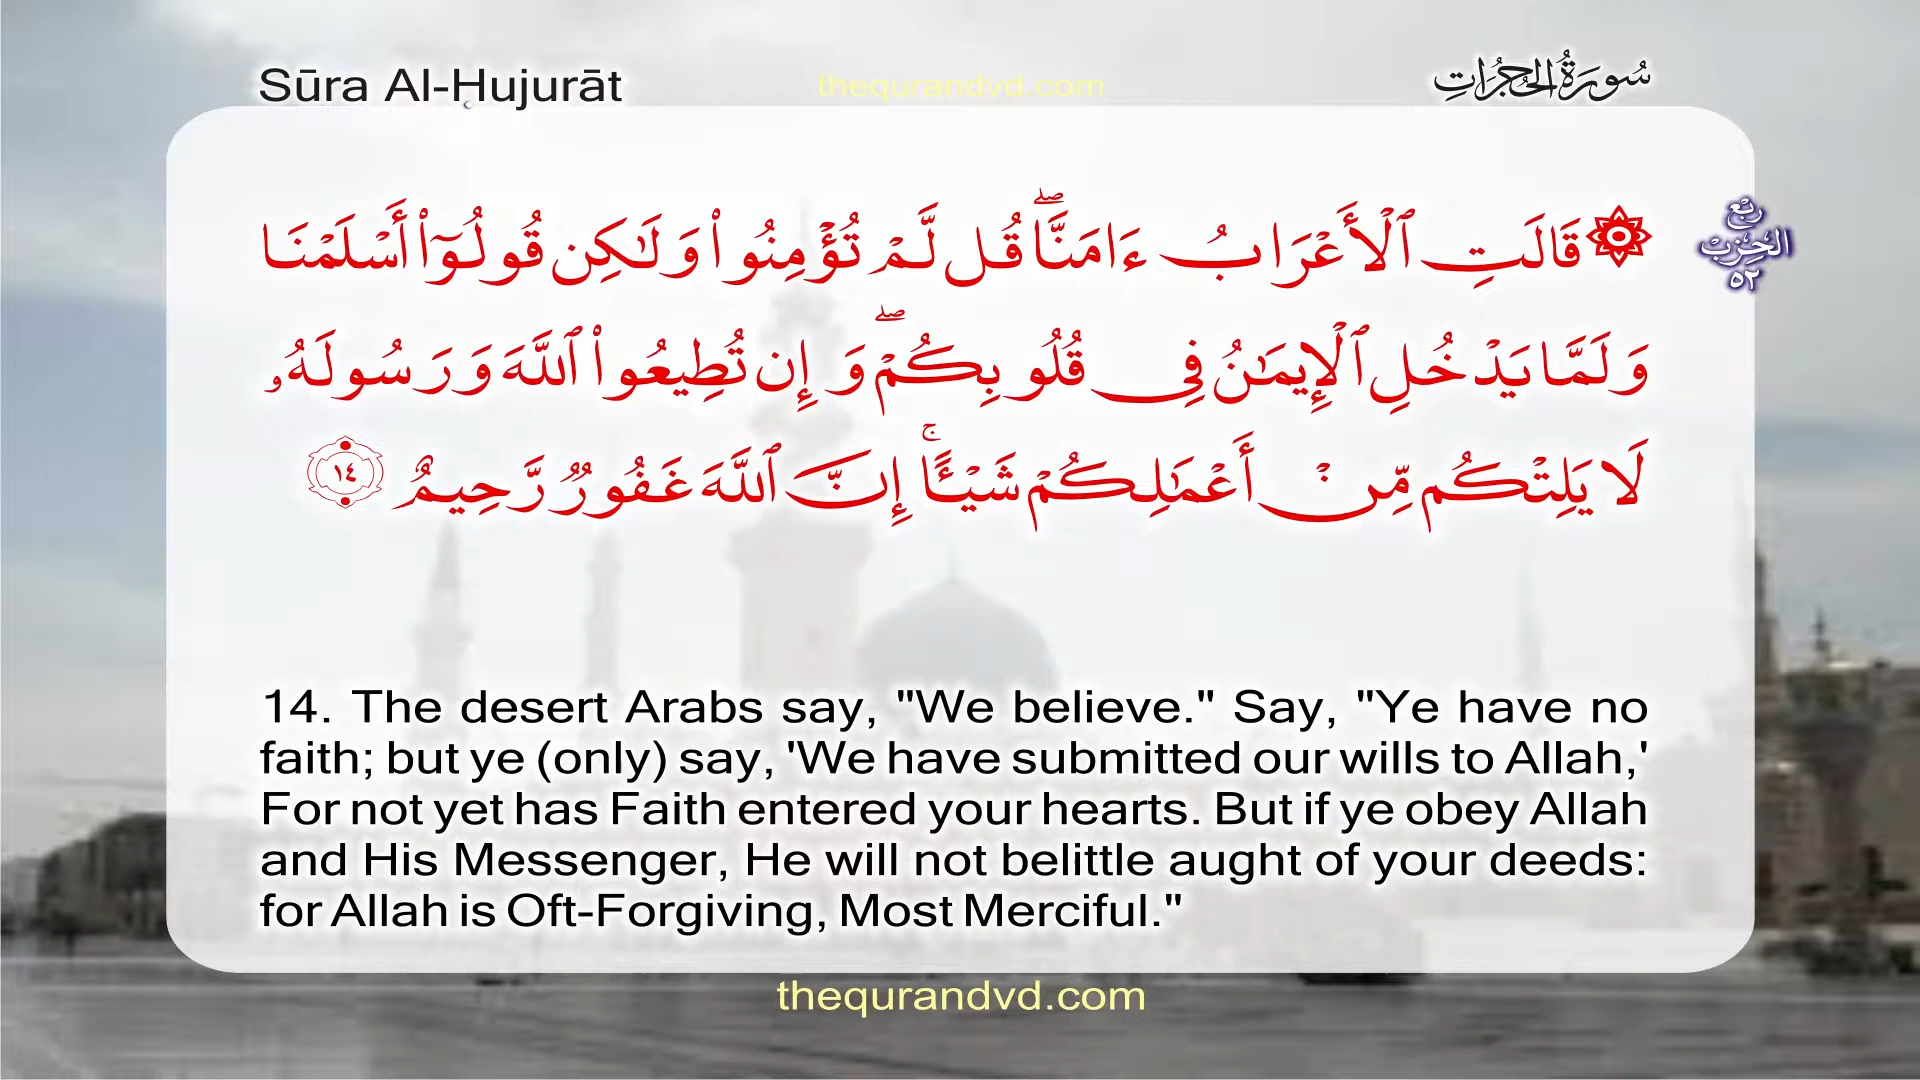 Sūra Al-Ḥujurāt
thequrandvd.com
سُورَةُ الحُجُرَاتِ
۞ قَالَتِ ٱلْأَعْرَابُ ءَامَنَّاۖ قُل لَّمْ تُؤْمِنُوا۟ وَلَـٰكِن قُولُوٓا۟ أَسْلَمْنَا
رُبْعُ
الحِزْبِ
٥٢
وَلَمَّا يَدْخُلِ ٱلْإِيمَـٰنُ فِى قُلُوبِكُمْۖ وَإِن تُطِيعُوا۟ ٱللَّهَ وَرَسُولَهُۥ
لَا يَلِتْكُم مِّنْ أَعْمَـٰلِكُمْ شَيْـًٔاۚ إِنَّ ٱللَّهَ غَفُورٌ رَّحِيمٌ ١٤
14. The desert Arabs say, "We believe." Say, "Ye have no
faith; but ye (only) say, 'We have submitted our wills to Allah,'
For not yet has Faith entered your hearts. But if ye obey Allah
and His Messenger, He will not belittle aught of your deeds:
for Allah is Oft-Forgiving, Most Merciful."
thequrandvd.com